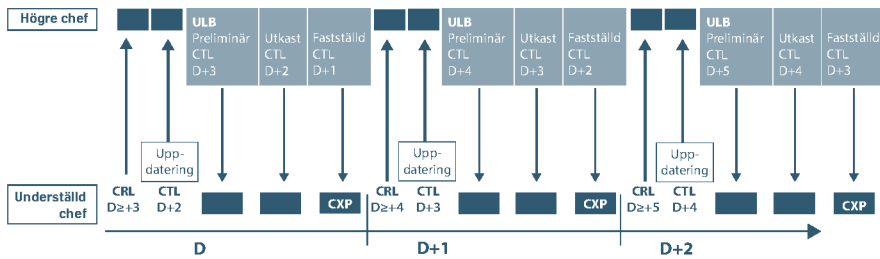 Högre chef
ULB
Preliminär
CTL
D+3
Utkast
CTL
D+2
Fastställd
CTL
D+1
ULB
Preliminär
CTL
D+4
Utkast
CTL
D+3
Fastställd
CTL
D+2
ULB
Preliminär
CTL
D+5
Utkast
CTL
D+4
Fastställd
CTL
D+3
Upp-
datering
Upp-
datering
Upp-
datering
Underställd
chef
CRL
D≥+3
CTL
D+2
CXP
CRL
D≥+4
CTL
D+3
CXP
CRL
D≥+5
CTL
D+4
CXP
D
D+1
D+2